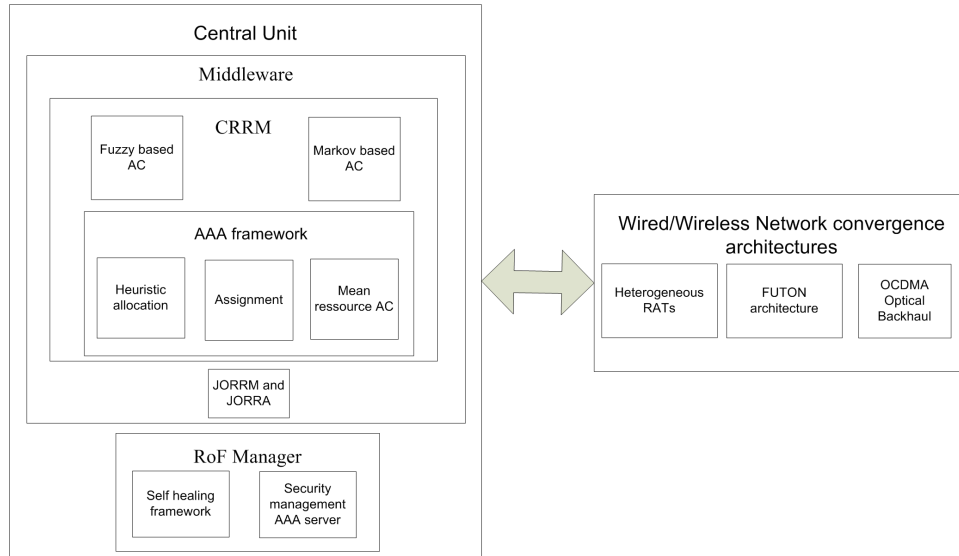 Central Unit
Middleware
CRRM
Fuzzy based
AC
Markov based
AC
AAA framework
Heuristic
allocation
Assignment
Mean
ressource AC
JORRM and
JORRA
RoF Manager
Self healing
framework
Security
management
AAA server
Wired/Wireless Network convergence
architectures
Heterogeneous
RATs
FUTON
architecture
OCDMA
Optical
Backhaul